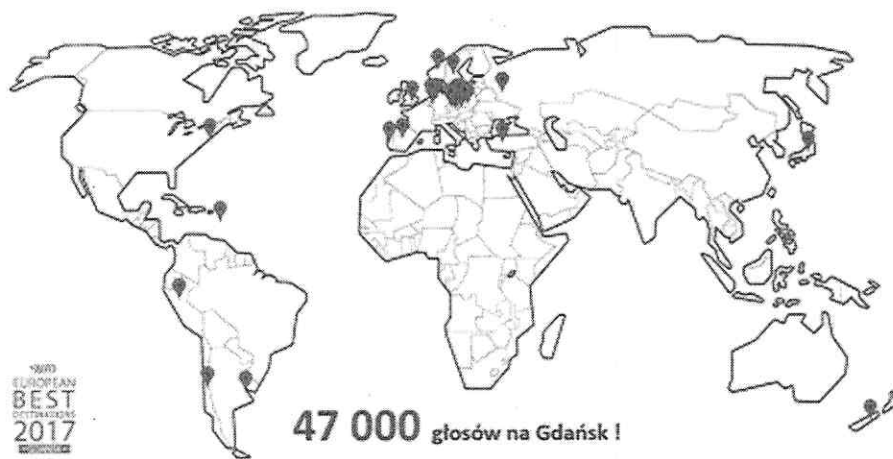 EUROPEAN
BEST
DESTINATIONS
2017
47 000 głosów na Gdańsk !